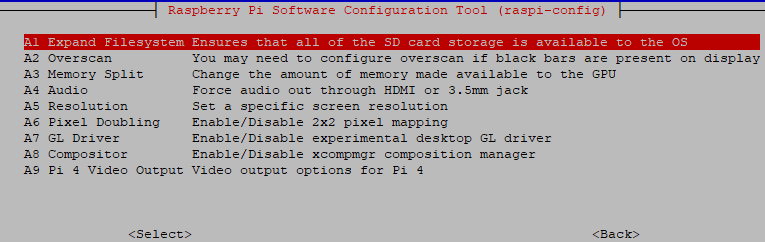 Raspberry Pi Software Configuration Tool (raspi-config)
A1 Expand Filesystem Ensures that all of the SD card storage is available to the OS
A2 Overscan You may need to configure overscan if black bars are present on display
A3 Memory Split Change the amount of memory made available to the GPU
A4 Audio Force audio out through HDMI or 3.5mm jack
A5 Resolution Set a specific screen resolution
A6 Pixel Doubling Enable/Disable 2x2 pixel mapping
A7 GL Driver Enable/Disable experimental desktop GL driver
A8 Compositor Enable/Disable xcompmgr composition manager
A9 Pi 4 Video Output Video output options for Pi 4
<Select> <Back>